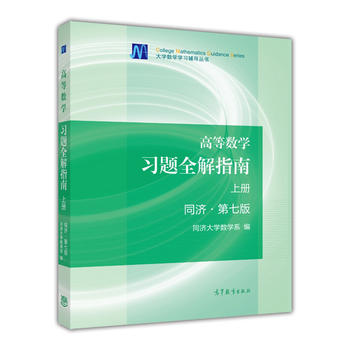 College Mathematics Guidance Series
大学数学学习辅导丛书
高等数学
习题全解指南
上册
同济·第七版
同济大学数学系 编
高等教育出版社
高等数学
习题全解指南
上册
同济·第七版
同济大学数学系 编